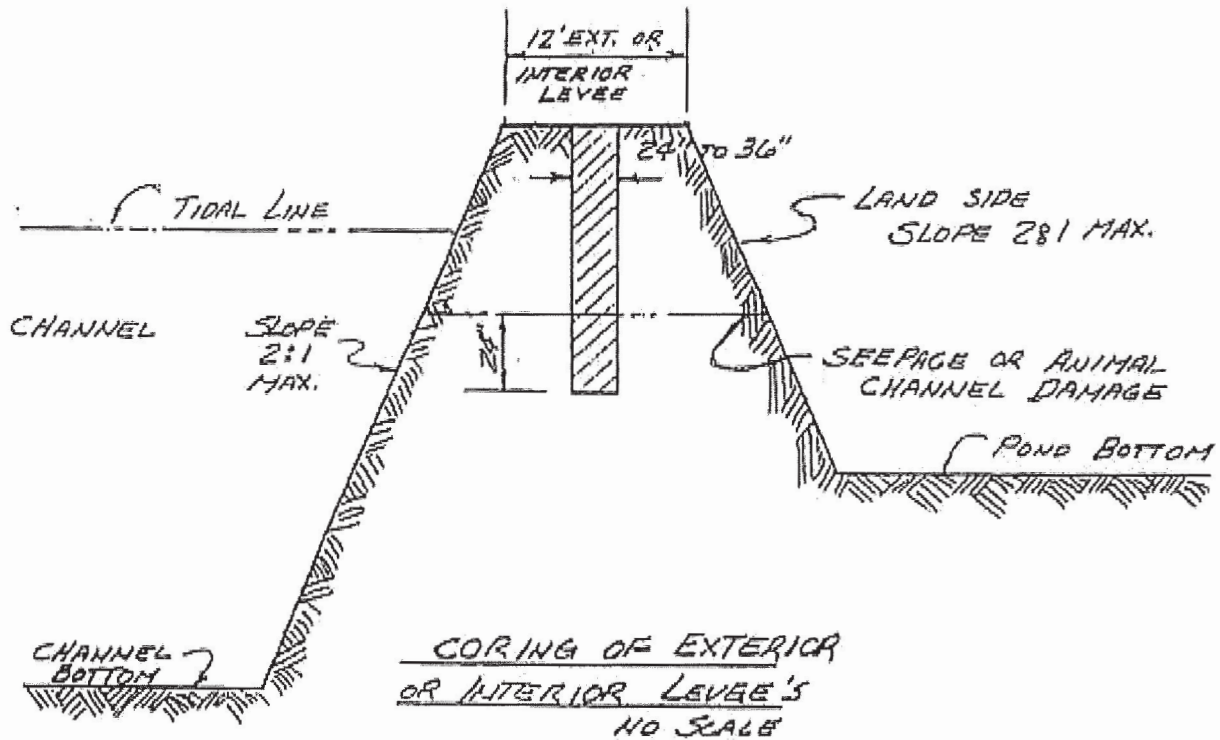 12' EXT. OR
INTERIOR
LEVEE
24" TO 36"
TIDAL LINE
LAND SIDE
SLOPE 2:1 MAX.
CHANNEL
SLOPE
2:1
MAX.
24"
SEEPAGE OR ANIMAL
CHANNEL DAMAGE
POND BOTTOM
CHANNEL
BOTTOM
CORING OF EXTERIOR
OR INTERIOR LEVEE'S
NO SCALE